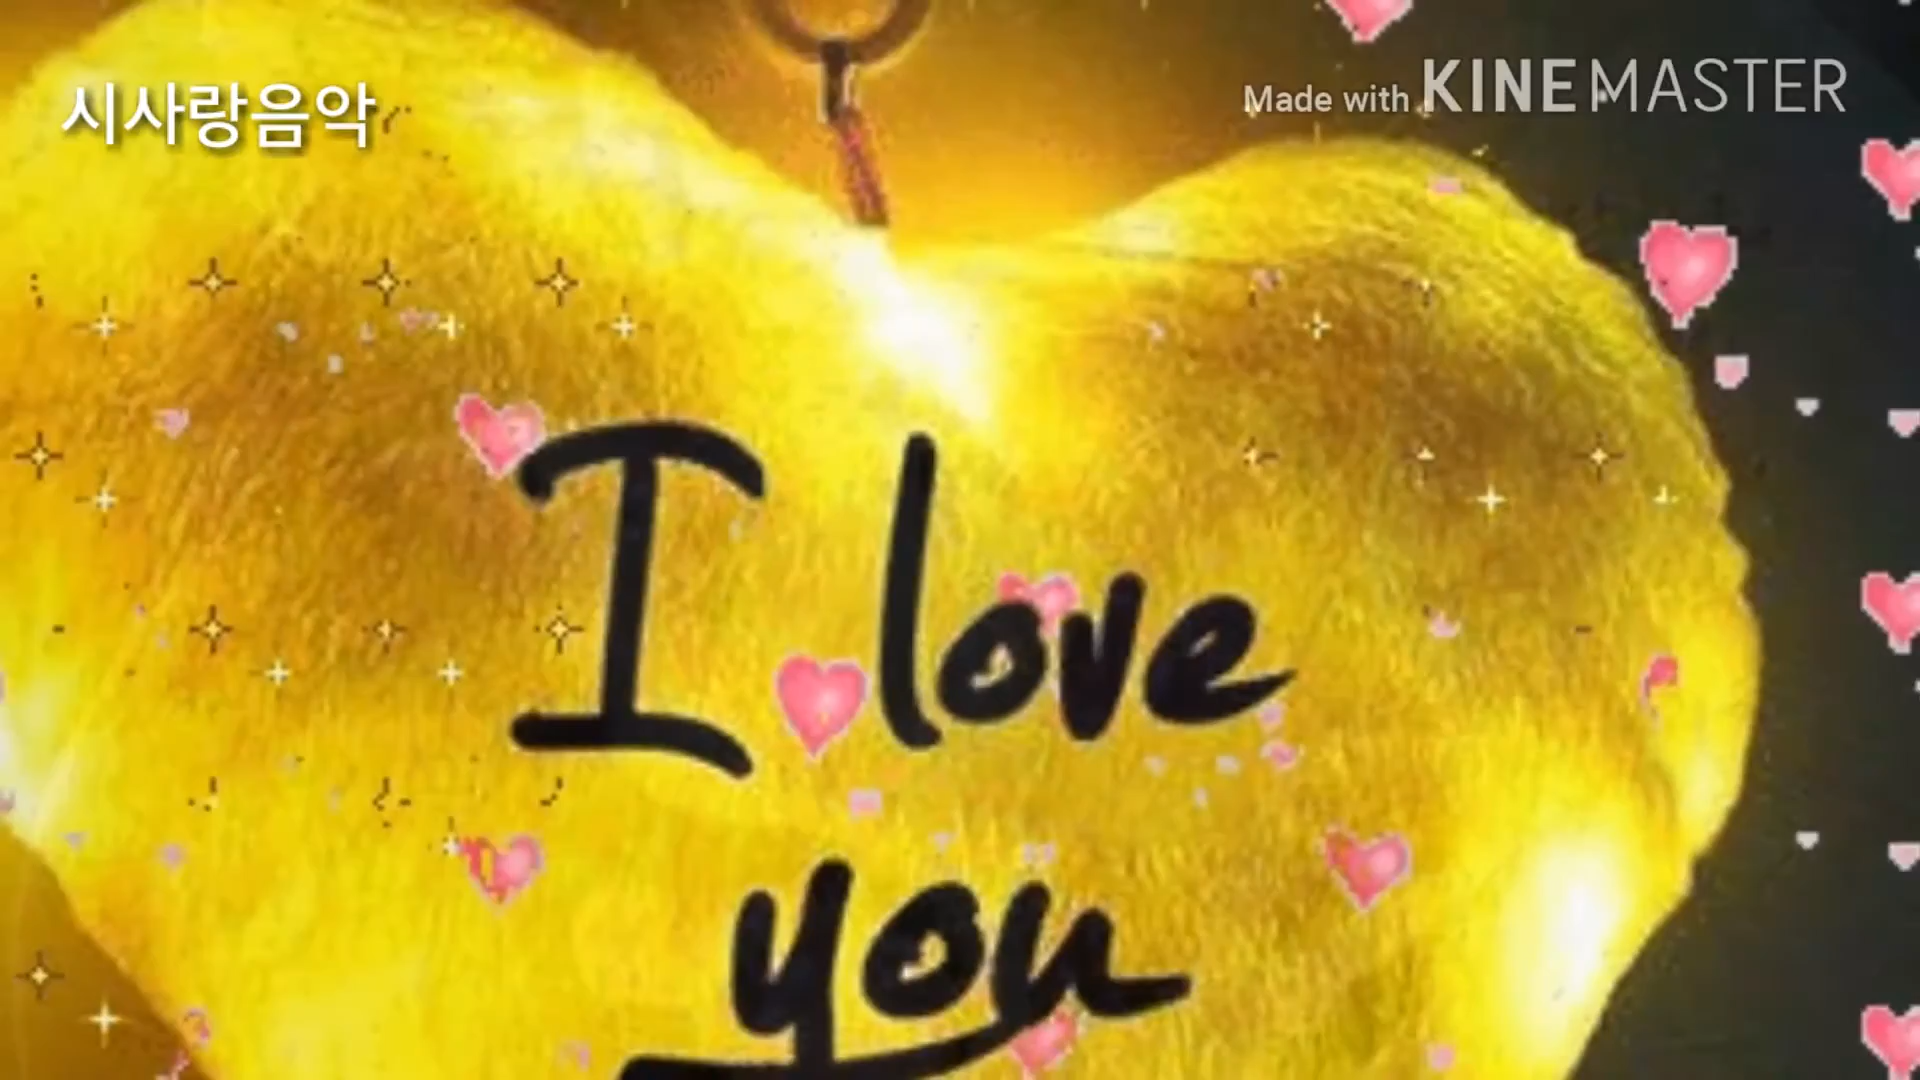 시사랑음악
Made with KINEMASTER
I love
you